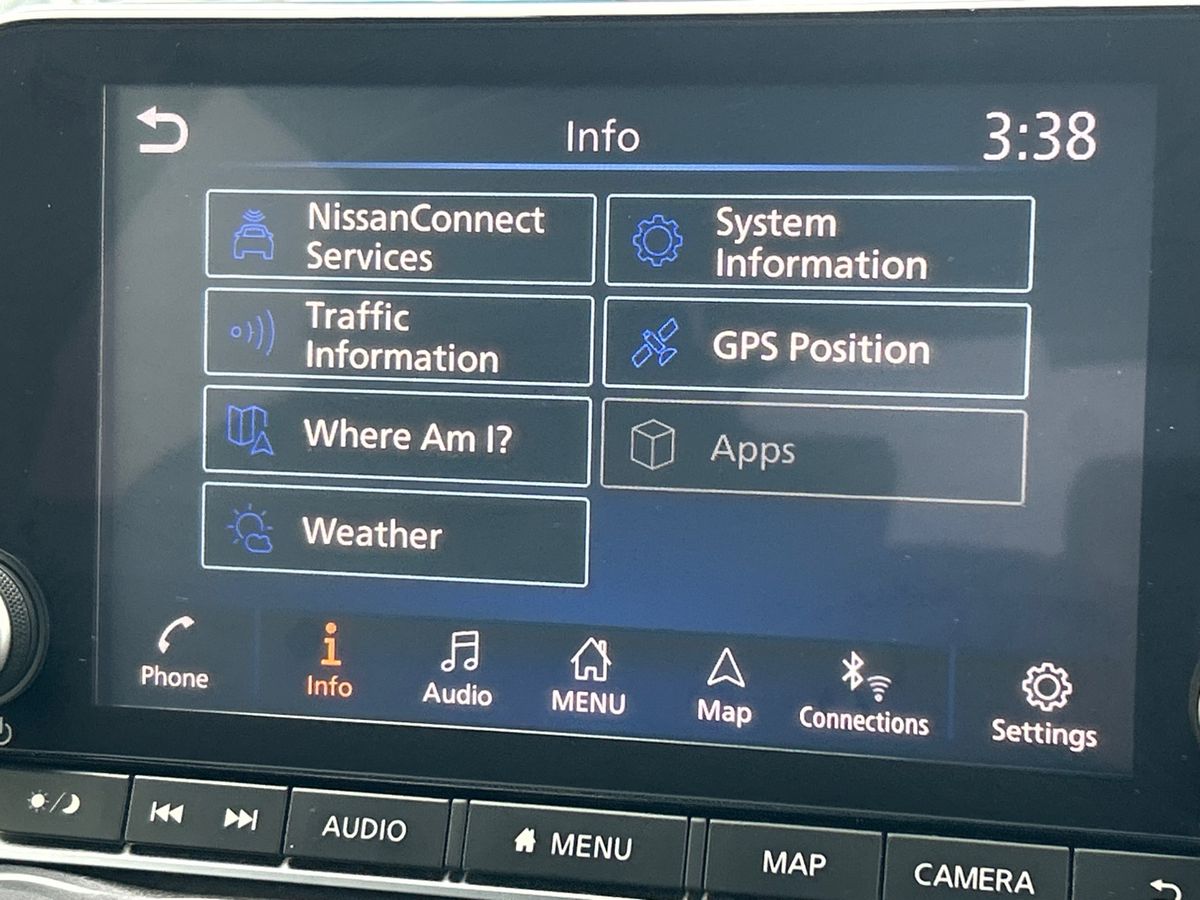 Info
3:38
NissanConnect
Services
System
Information
Traffic
Information
GPS Position
Where Am I?
Apps
Weather
Phone
Info
Audio
MENU
Map
Connections
Settings
AUDIO
MENU
MAP
CAMERA